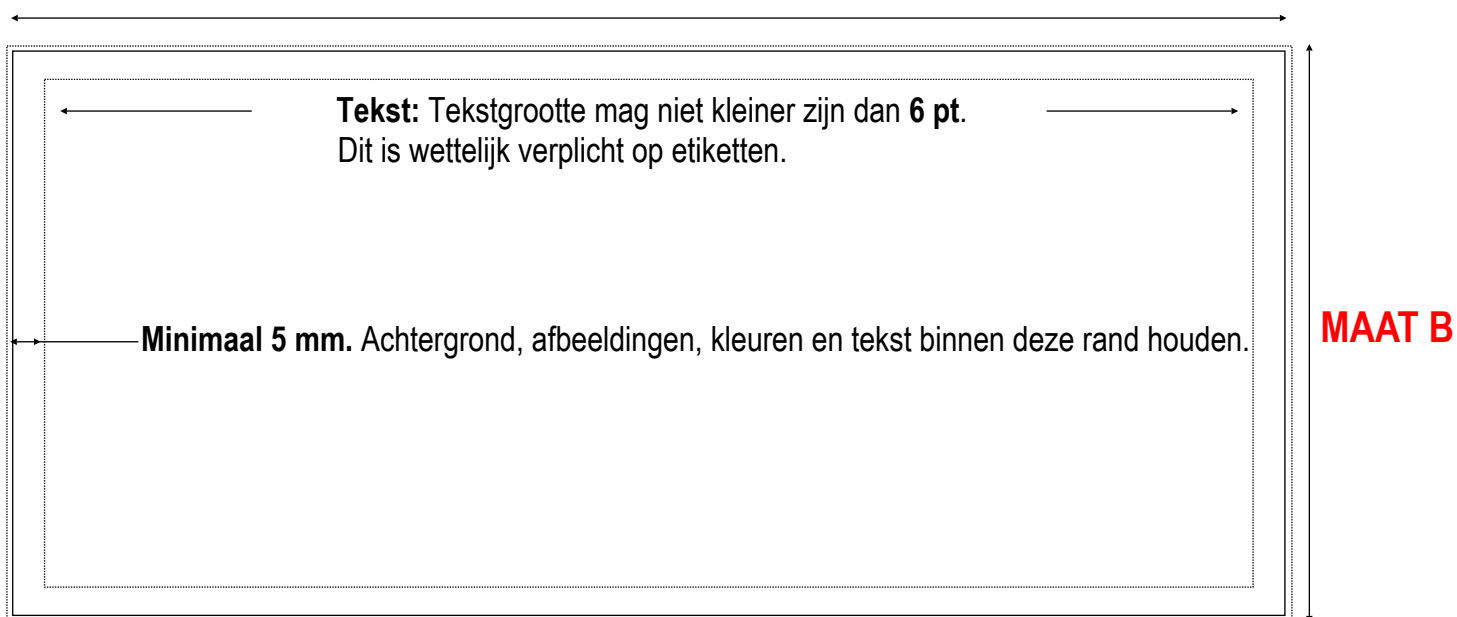 Tekst: Tekstgrootte mag niet kleiner zijn dan 6 pt.
Dit is wettelijk verplicht op etiketten.
Minimaal 5 mm. Achtergrond, afbeeldingen, kleuren en tekst binnen deze rand houden.
MAAT B